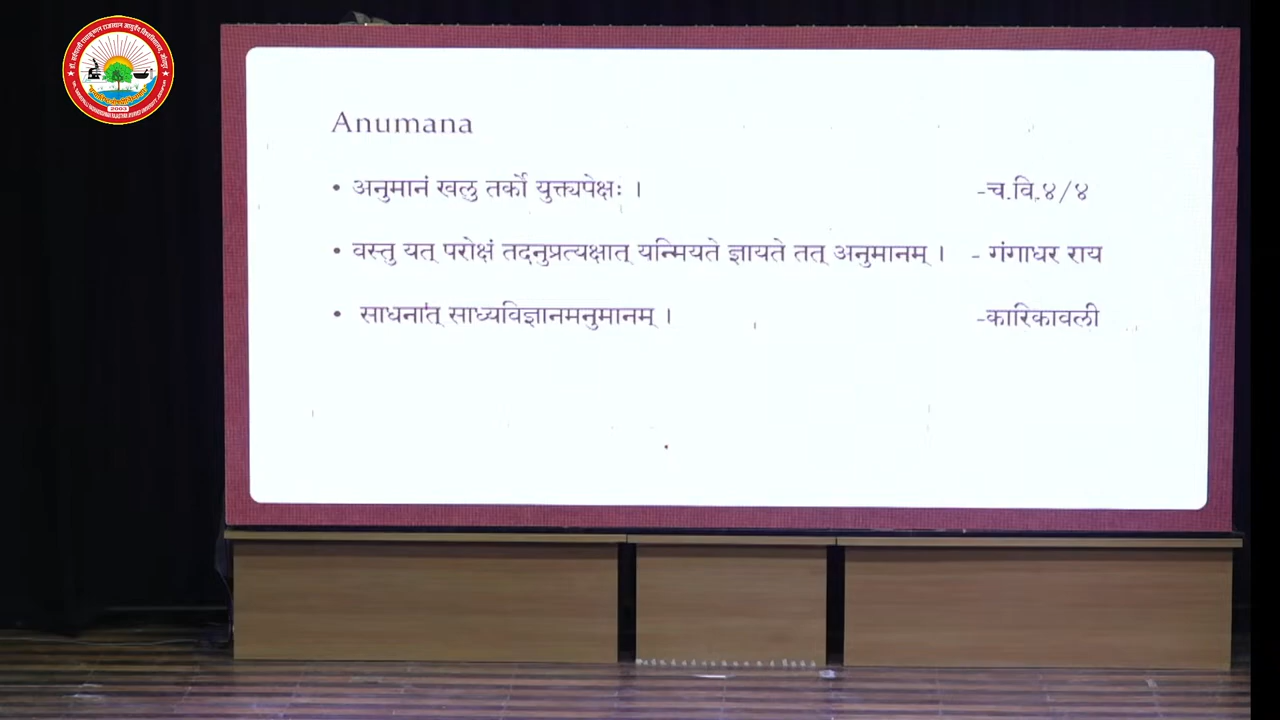 Anumana
• अनुमानं खलु तर्को युक्त्यपेक्षः । -च.वि.४/४
• वस्तु यत् परोक्षं तदनुप्रत्यक्षात् यन्मियते ज्ञायते तत् अनुमानम् । - गंगाधर राय
• साधनात् साध्यविज्ञानमनुमानम् । -कारिकावली
2003